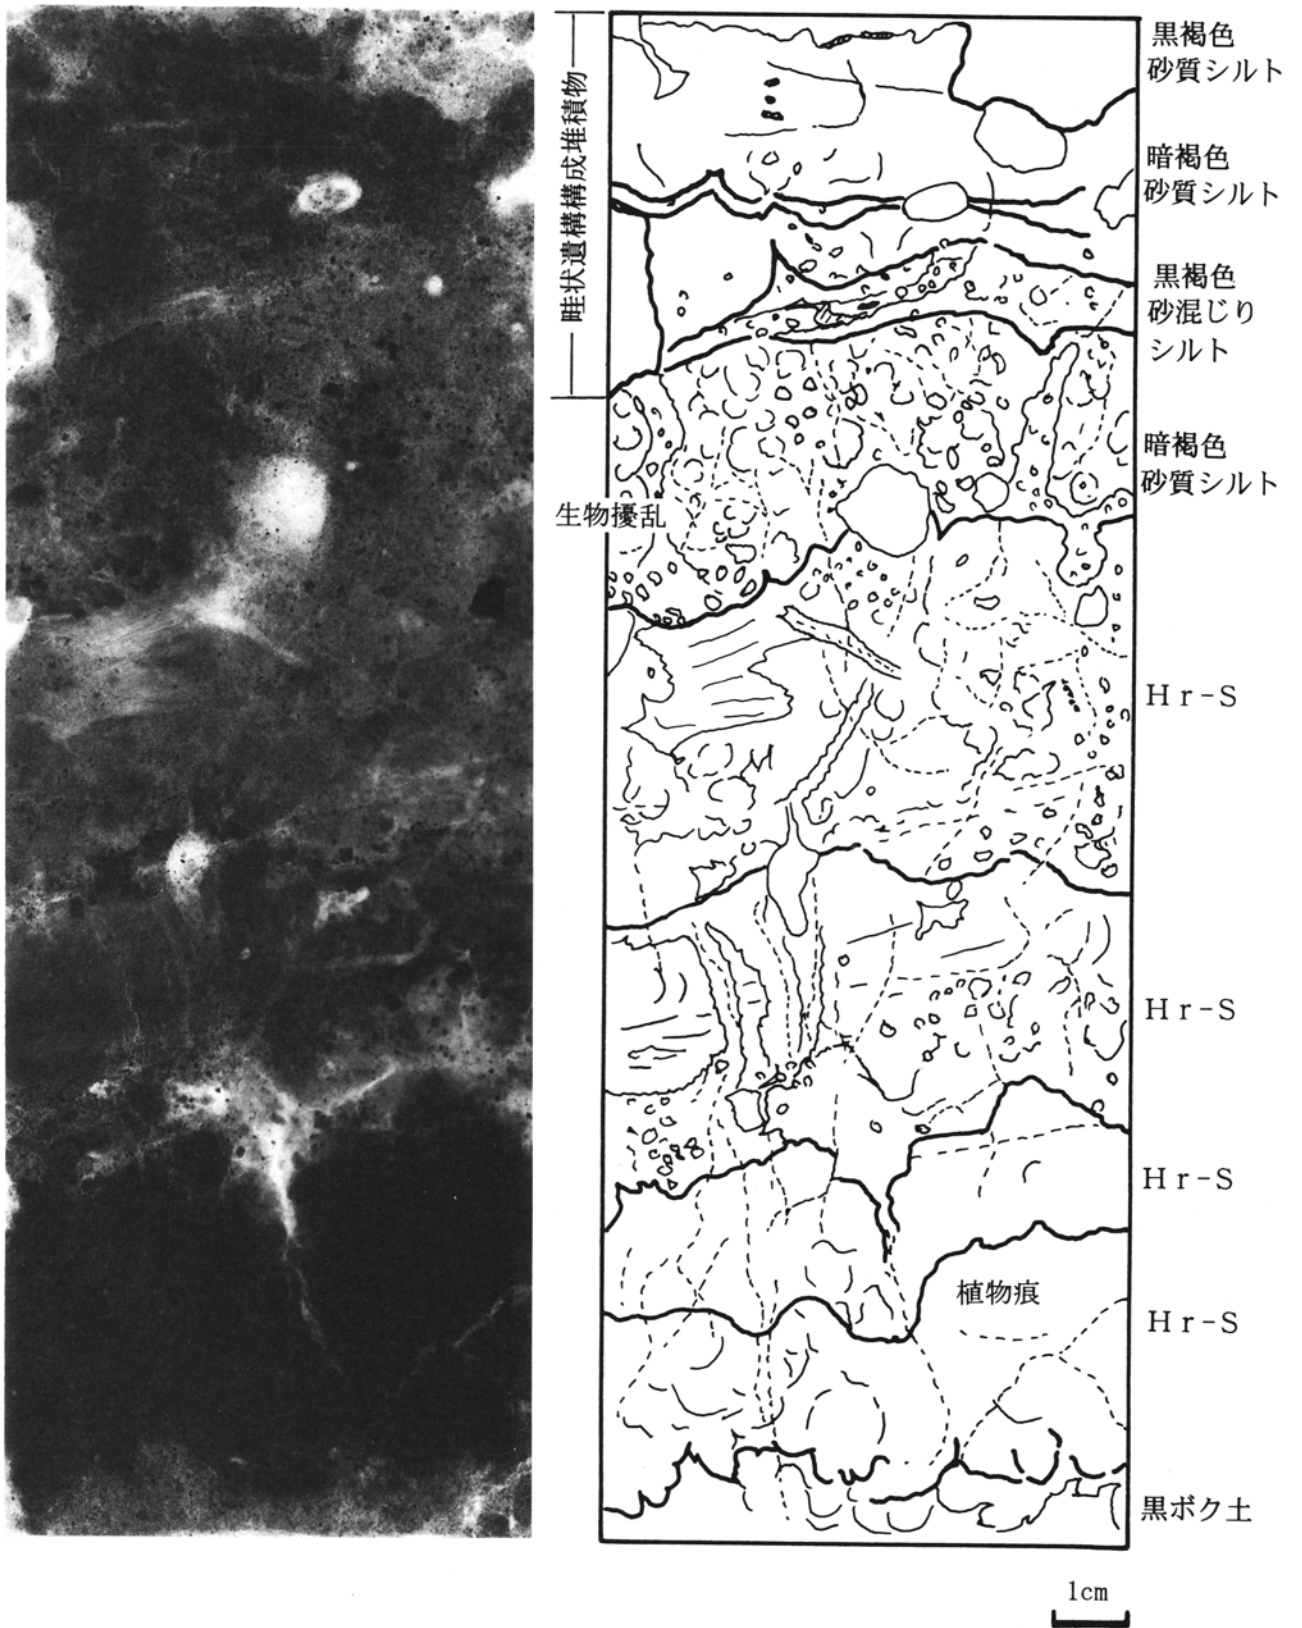 黒褐色
砂質シルト
畦状遺構構成堆積物
暗褐色
砂質シルト
黒褐色
砂混じり
シルト
暗褐色
砂質シルト
生物擾乱
Hr-S
Hr-S
Hr-S
植物痕
Hr-S
黒ボク土
1cm